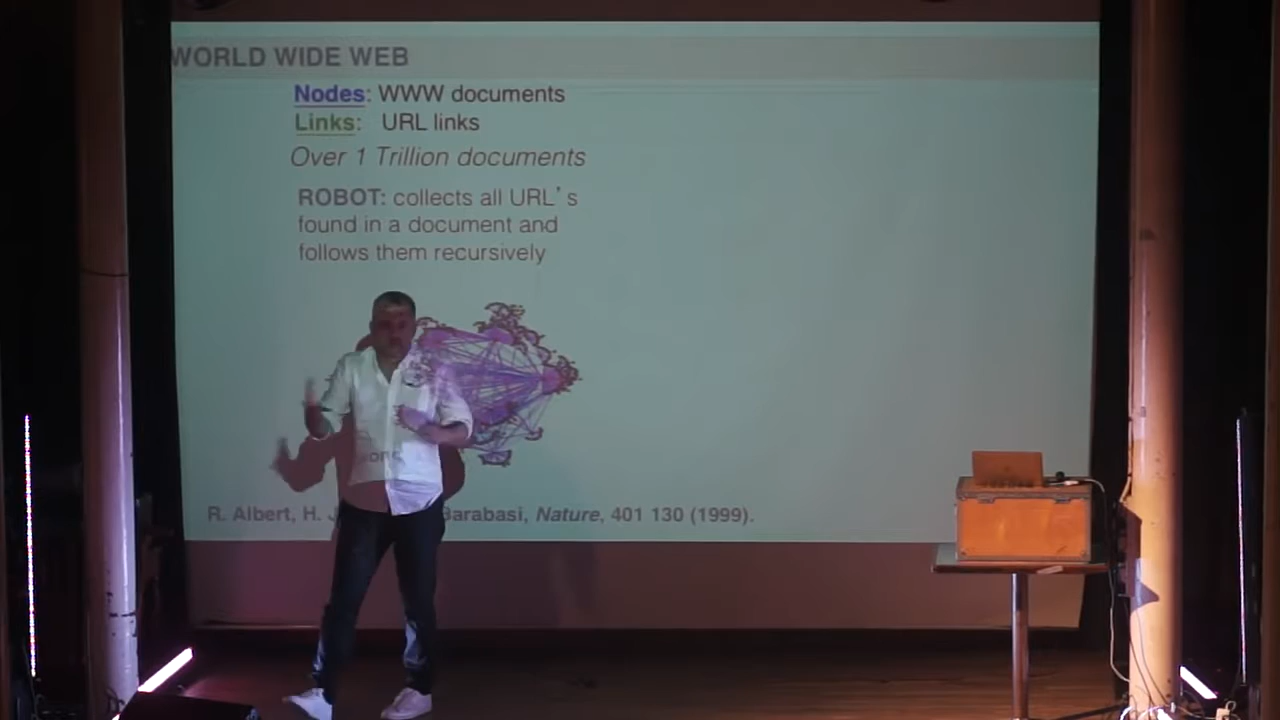 WORLD WIDE WEB
Nodes: WWW documents
Links: URL links
Over 1 Trillion documents
ROBOT: collects all URL's
found in a document and
follows them recursively
R. Albert, H. Barabasi, Nature, 401 130 (1999).